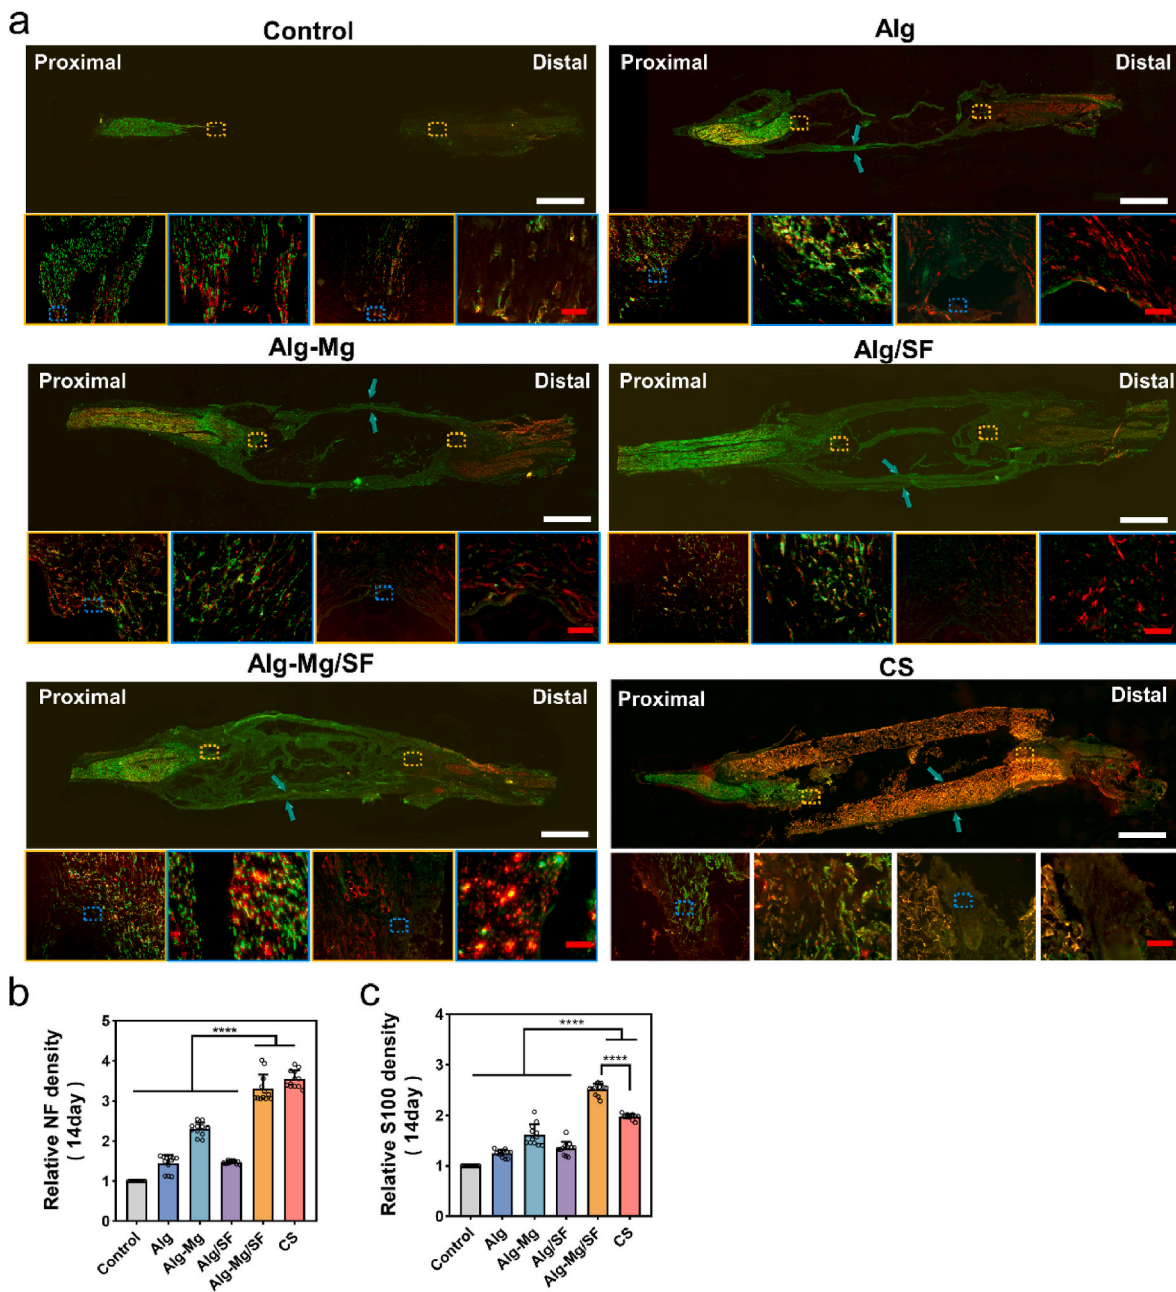 a
Control
Proximal
Distal
Alg
Proximal
Distal
Alg-Mg
Proximal
Distal
Alg/SF
Proximal
Distal
Alg-Mg/SF
Proximal
Distal
CS
Proximal
Distal
b
Relative NF density
( 14day )
5
4
3
2
1
0
****
Control
Alg
Alg-Mg
Alg/SF
Alg-Mg/SF
CS
c
Relative S100 density
( 14day )
4
3
2
1
0
****
****
Control
Alg
Alg-Mg
Alg/SF
Alg-Mg/SF
CS